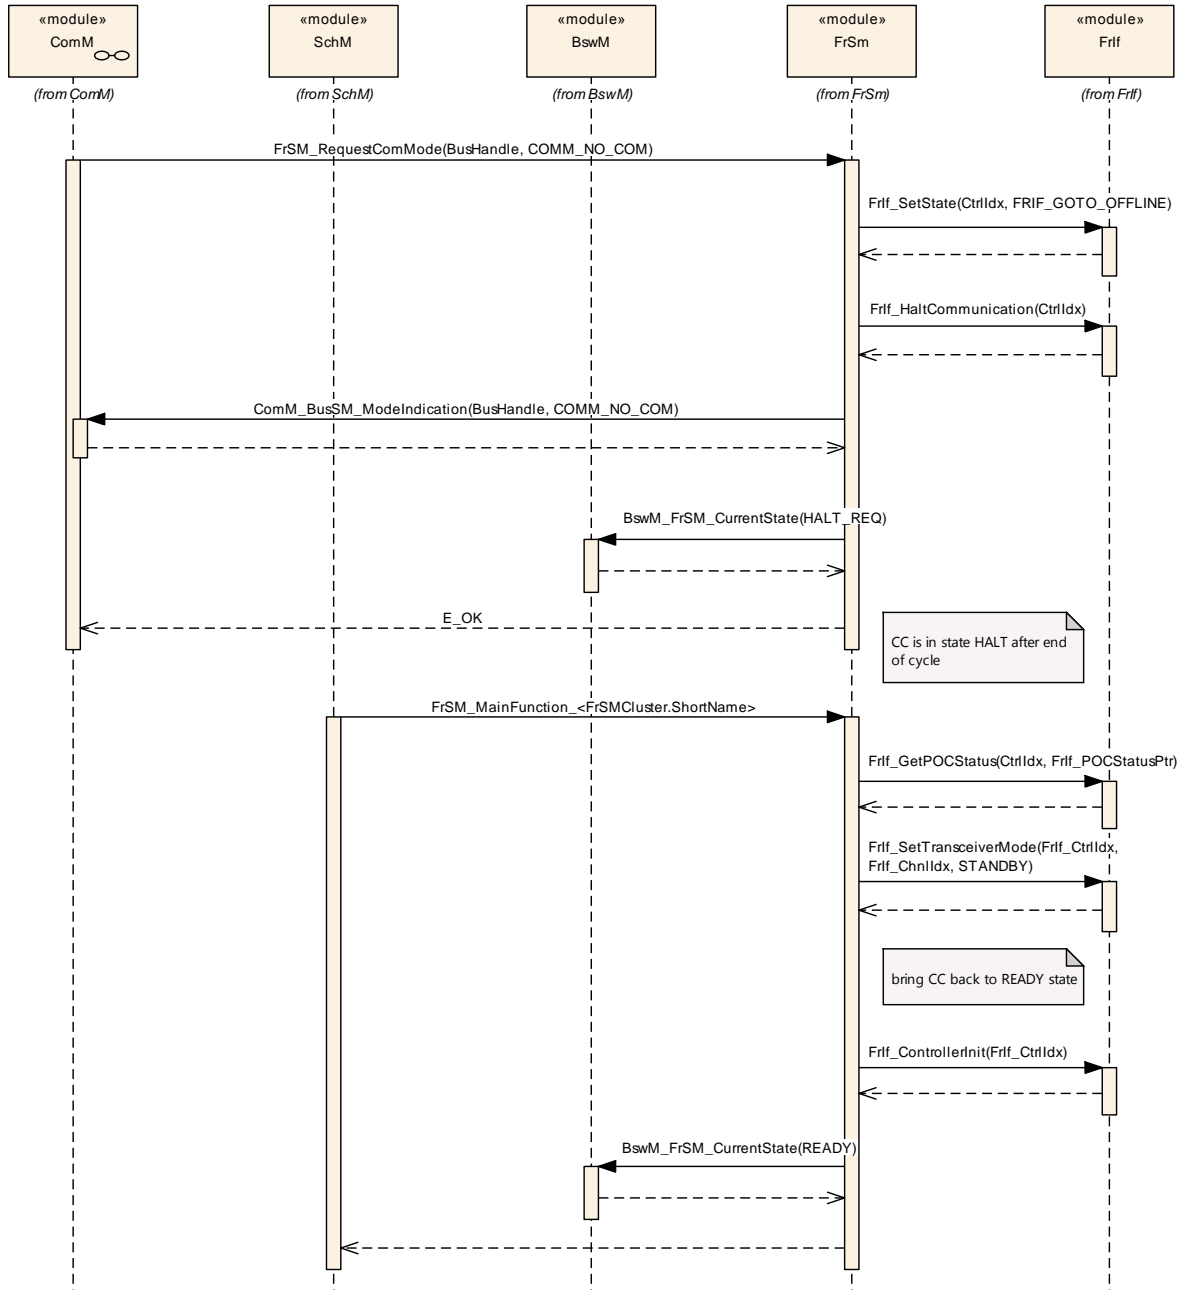 «module»
ComM
«module»
SchM
«module»
BswM
«module»
FrSm
«module»
FrIf
(from ComM)
(from SchM)
(from BswM)
(from FrSm)
(from FrIf)
FrSM_RequestComMode(BusHandle, COMM_NO_COM)
FrIf_SetState(CtrlIdx, FRIF_GOTO_OFFLINE)
FrIf_HaltCommunication(CtrlIdx)
ComM_BusSM_ModeIndication(BusHandle, COMM_NO_COM)
BswM_FrSM_CurrentState(HALT_REQ)
E_OK
CC is in state HALT after end
of cycle
FrSM_MainFunction_<FrSMCluster.ShortName>
FrIf_GetPOCStatus(CtrlIdx, FrIf_POCStatusPtr)
FrIf_SetTransceiverMode(FrIf_CtrlIdx,
FrIf_ChnlIdx, STANDBY)
bring CC back to READY state
FrIf_ControllerInit(FrIf_CtrlIdx)
BswM_FrSM_CurrentState(READY)